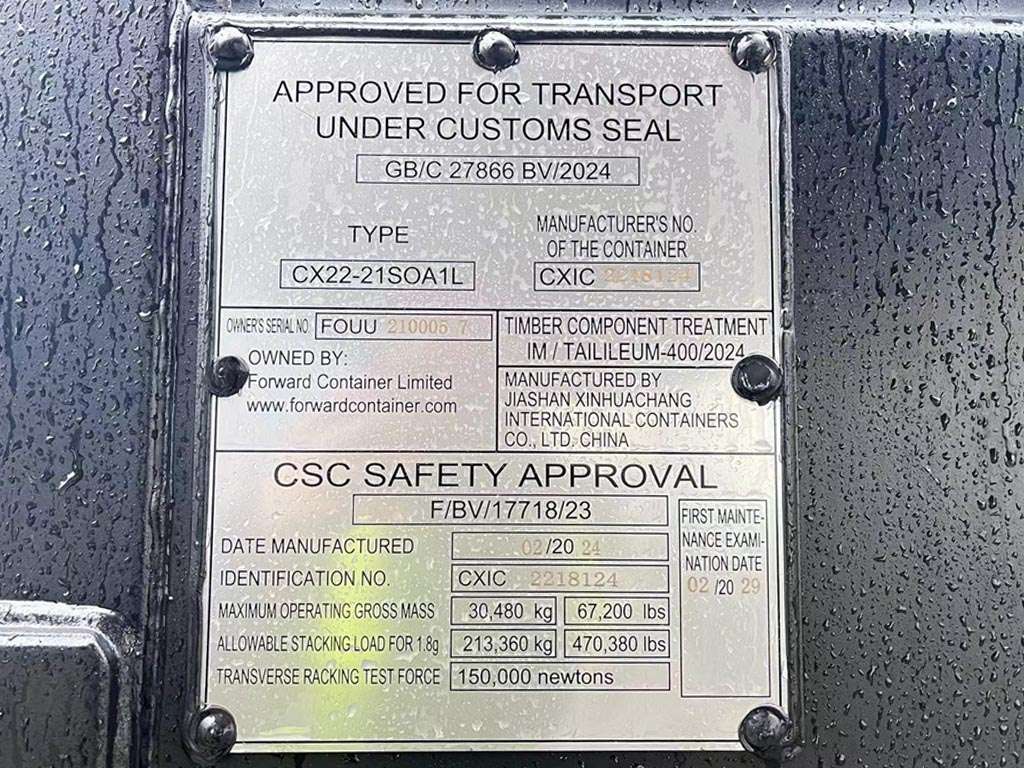 APPROVED FOR TRANSPORT
UNDER CUSTOMS SEAL
GB/C 27866 BV/2024
TYPE
CX22-21SOA1L
MANUFACTURER'S NO.
OF THE CONTAINER
CXIC 2218124
OWNER'S SERIAL NO. FOUU 210006 7
OWNED BY:
Forward Container Limited
www.forwardcontainer.com
TIMBER COMPONENT TREATMENT
IM / TAILILEUM-400/2024
MANUFACTURED BY
JIASHAN XINHUACHANG
INTERNATIONAL CONTAINERS
CO., LTD. CHINA
CSC SAFETY APPROVAL
F/BV/17718/23
DATE MANUFACTURED 02/20 24
IDENTIFICATION NO. CXIC 2218124
MAXIMUM OPERATING GROSS MASS 30,480 kg 67,200 lbs
ALLOWABLE STACKING LOAD FOR 1.8g 213,360 kg 470,380 lbs
TRANSVERSE RACKING TEST FORCE 150,000 newtons
FIRST MAINTE-
NANCE EXAMI-
NATION DATE
02 /20 29